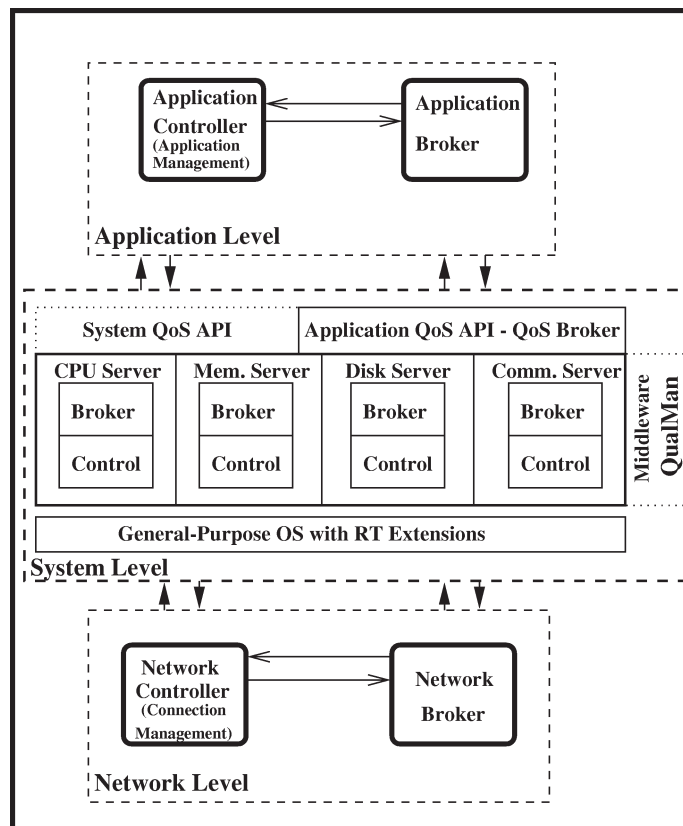 Application
Controller
(Application
Management)
Application
Broker
Application Level
System QoS API
Application QoS API - QoS Broker
CPU Server
Mem. Server
Disk Server
Comm. Server
Broker
Broker
Broker
Broker
Control
Control
Control
Control
Middleware
QualMan
General-Purpose OS with RT Extensions
System Level
Network
Controller
(Connection
Management)
Network
Broker
Network Level